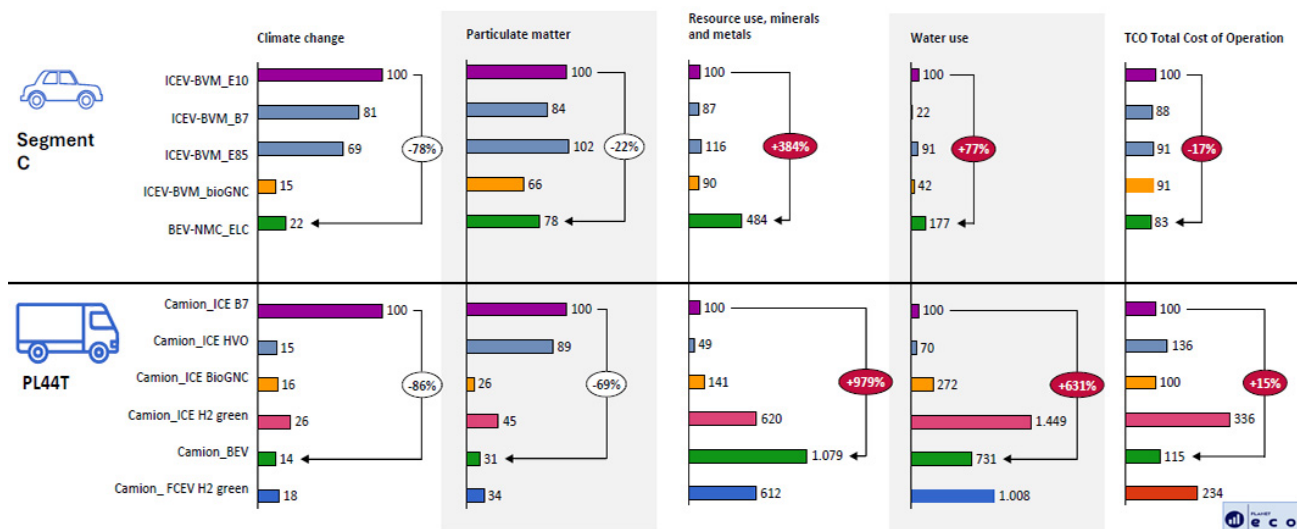 Climate change
Particulate matter
Resource use, minerals
and metals
Water use
TCO Total Cost of Operation
Segment
C
ICEV-BVM_E10
100
100
100
100
100
ICEV-BVM_B7
81
84
87
22
88
ICEV-BVM_E85
69
-78%
102
-22%
116
+384%
91
+77%
91
-17%
ICEV-BVM_bioGNC
15
66
90
42
91
BEV-NMC_ELC
22
78
484
177
83
PL44T
Camion_ICE B7
100
100
100
100
100
Camion_ICE HVO
15
89
49
70
136
Camion_ICE BioGNC
16
-86%
26
-69%
141
+979%
272
+631%
100
+15%
Camion_ICE H2 green
26
45
620
1.449
336
Camion_BEV
14
31
1.079
731
115
Camion_ FCEV H2 green
18
34
612
1.008
234
PLANET
eco